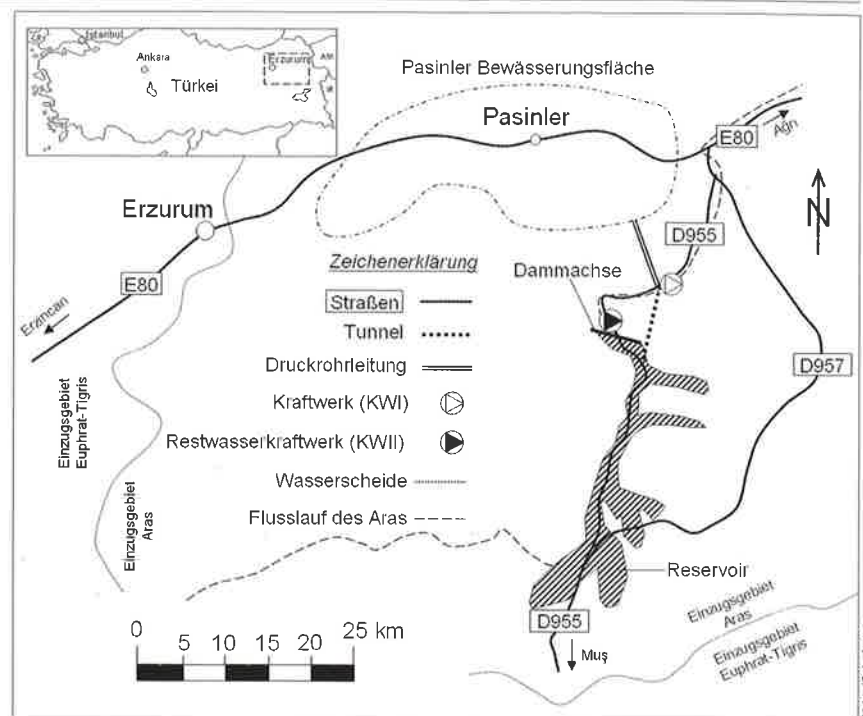 Istanbul
Ankara
Erzurum
Türkei
Pasinler Bewässerungsfläche
Pasinler
E80
Ağrı
N
Erzurum
D955
Zeichenerklärung
Dammachse
E80
Erzincan
Straßen
Tunnel
Druckrohrleitung
D957
Kraftwerk (KWI)
Einzugsgebiet
Euphrat-Tigris
Restwasserkraftwerk (KWII)
Wasserscheide
Einzugsgebiet
Aras
Flusslauf des Aras
Reservoir
Einzugsgebiet
Aras
Einzugsgebiet
Euphrat-Tigris
0 5 10 15 20 25 km
D955
Muş